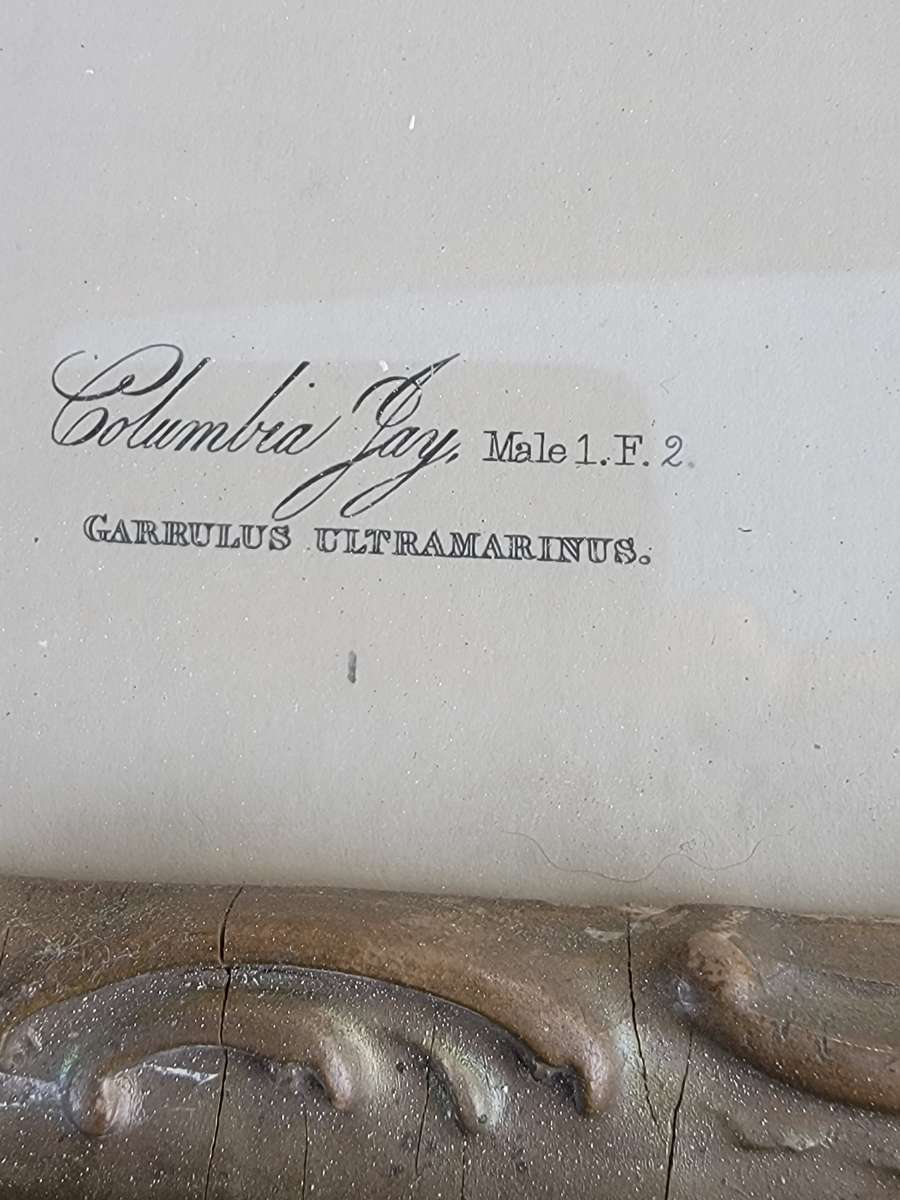 Columbia Jay, Male 1. F. 2.
GARRULUS ULTRAMARINUS.